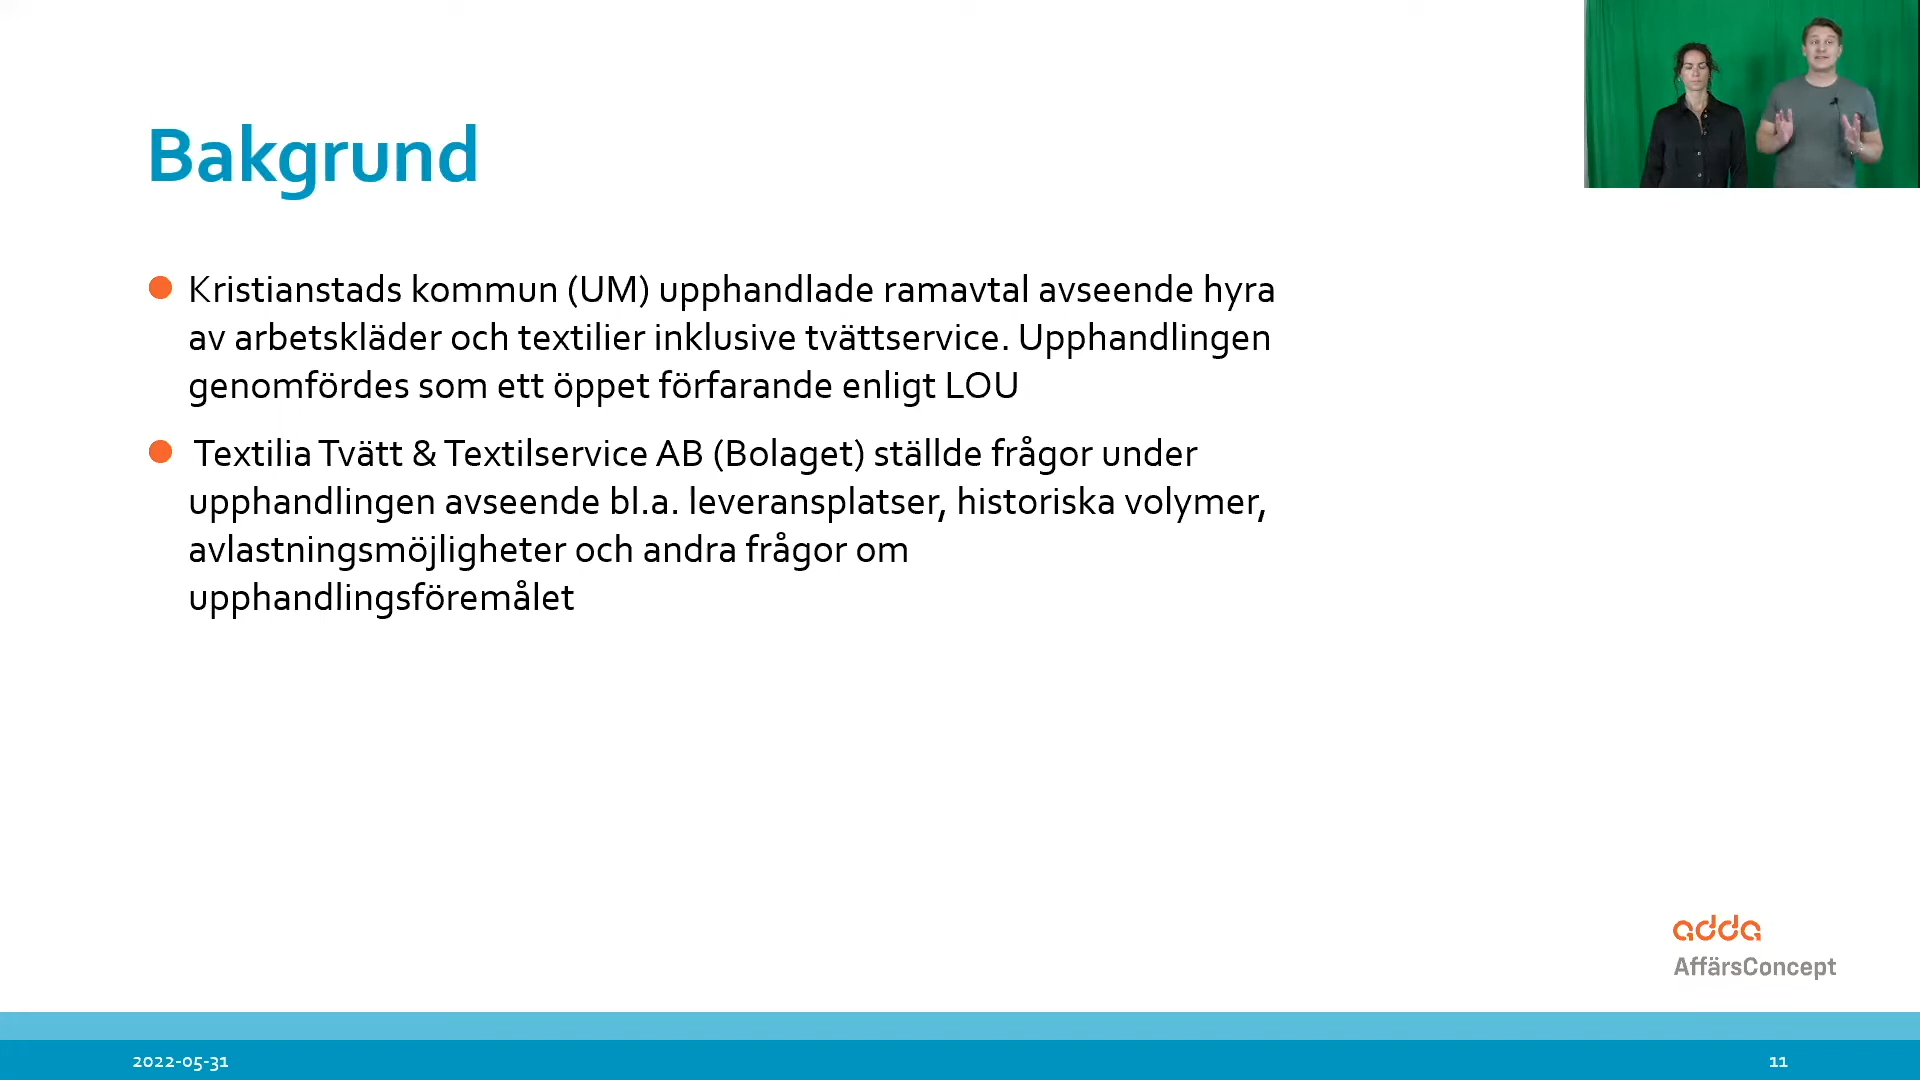 Bakgrund
Kristianstads kommun (UM) upphandlade ramavtal avseende hyra
av arbetskläder och textilier inklusive tvättservice. Upphandlingen
genomfördes som ett öppet förfarande enligt LOU
Textilia Tvätt & Textilservice AB (Bolaget) ställde frågor under
upphandlingen avseende bl.a. leveransplatser, historiska volymer,
avlastningsmöjligheter och andra frågor om
upphandlingsföremålet
adda
AffärsConcept
2022-05-31
11